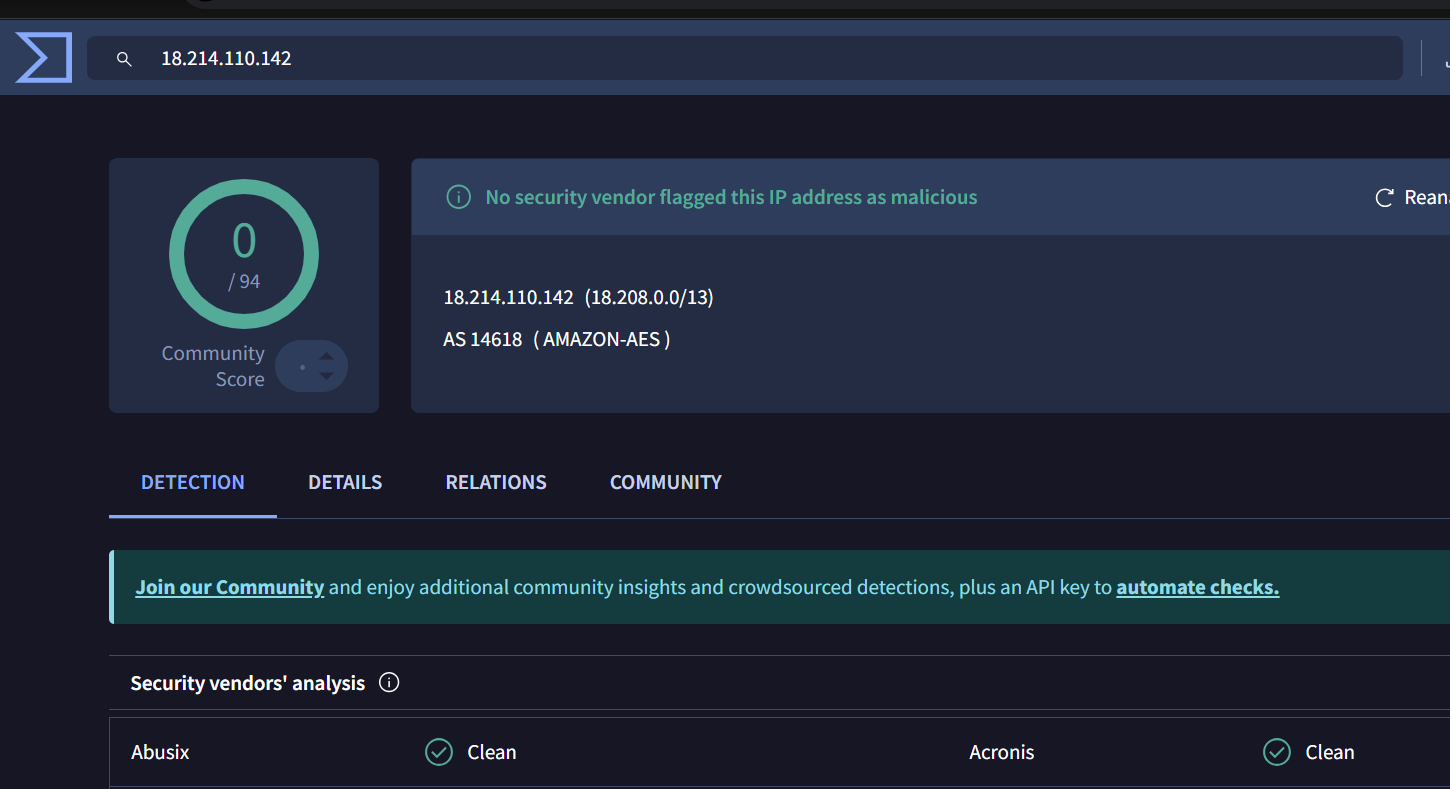 18.214.110.142
No security vendor flagged this IP address as malicious
0
/ 94
18.214.110.142 (18.208.0.0/13)
AS 14618 ( AMAZON-AES )
Community
Score
DETECTION DETAILS RELATIONS COMMUNITY
Join our Community and enjoy additional community insights and crowdsourced detections, plus an API key to automate checks.
Security vendors' analysis
Abusix Clean Acronis Clean